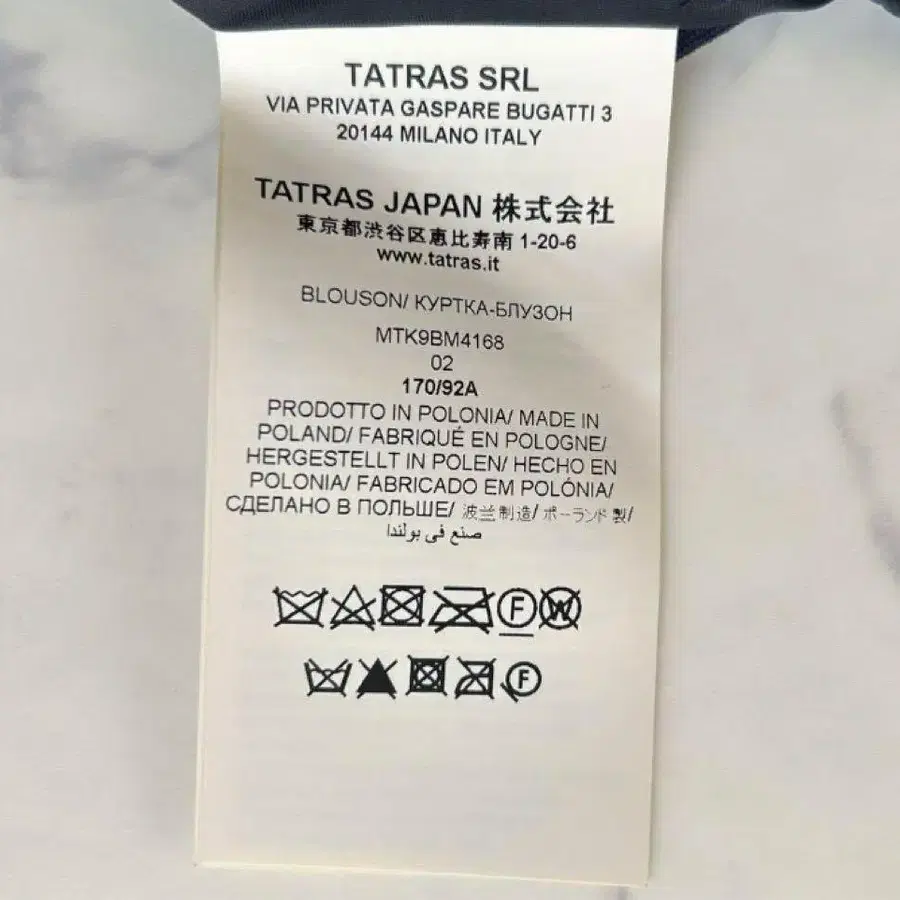 TATRAS SRL
VIA PRIVATA GASPARE BUGATTI 3
20144 MILANO ITALY
TATRAS JAPAN 株式会社
東京都渋谷区恵比寿南 1-20-6
www.tatras.it
BLOUSON/ КУРТКА-БЛУЗОН
MTK9BM4168
02
170/92A
PRODOTTO IN POLONIA/ MADE IN
POLAND/ FABRIQUÉ EN POLOGNE/
HERGESTELLT IN POLEN/ HECHO EN
POLONIA/ FABRICADO EM POLÓNIA/
СДЕЛАНО В ПОЛЬШЕ/ 波兰制造/ ポーランド製/
صنع في بولندا
F W
F